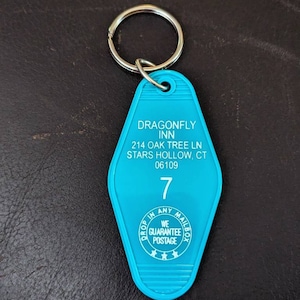 DRAGONFLY
INN
214 OAK TREE LN
STARS HOLLOW, CT
06109
7
DROP IN ANY MAILBOX
WE
GUARANTEE
POSTAGE